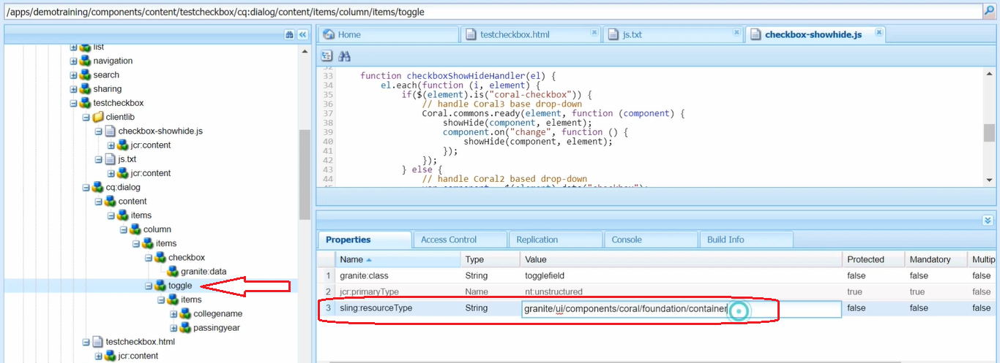 /apps/demotraining/components/content/testcheckbox/cq:dialog/content/items/column/items/toggle
list
navigation
search
sharing
testcheckbox
clientlib
checkbox-showhide.js
jcr:content
js.txt
jcr:content
cq:dialog
content
items
column
items
checkbox
granite:data
toggle
items
collegename
passingyear
testcheckbox.html
jcr:content
Home testcheckbox.html js.txt checkbox-showhide.js
32
33 function checkboxShowHideHandler(el) {
34 el.each(function (i, element) {
35 if($(element).is("coral-checkbox")) {
36 // handle Coral3 base drop-down
37 Coral.commons.ready(element, function (component) {
38 showHide(component, element);
39 component.on("change", function () {
40 showHide(component, element);
41 });
42 });
43 } else {
44 // handle Coral2 based drop-down
Properties Access Control Replication Console Build Info
Name Type Value Protected Mandatory Multip
1 granite:class String togglefield false false false
2 jcr:primaryType Name nt:unstructured true true false
3 sling:resourceType String granite/ui/components/coral/foundation/container false false false